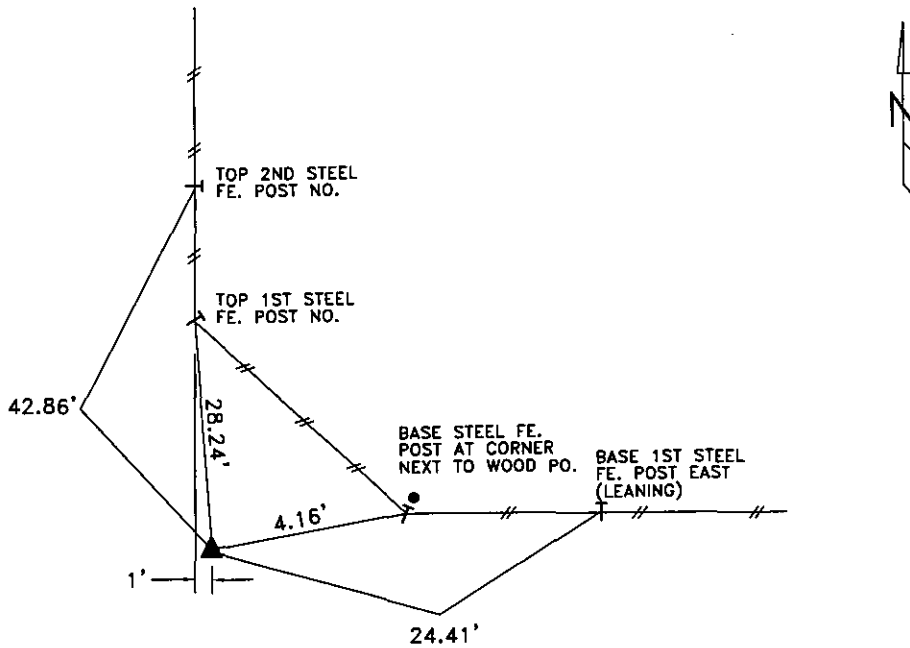 TOP 2ND STEEL
FE. POST NO.
TOP 1ST STEEL
FE. POST NO.
42.86'
28.24'
BASE STEEL FE.
POST AT CORNER
NEXT TO WOOD PO.
BASE 1ST STEEL
FE. POST EAST
(LEANING)
4.16'
1'
24.41'
N